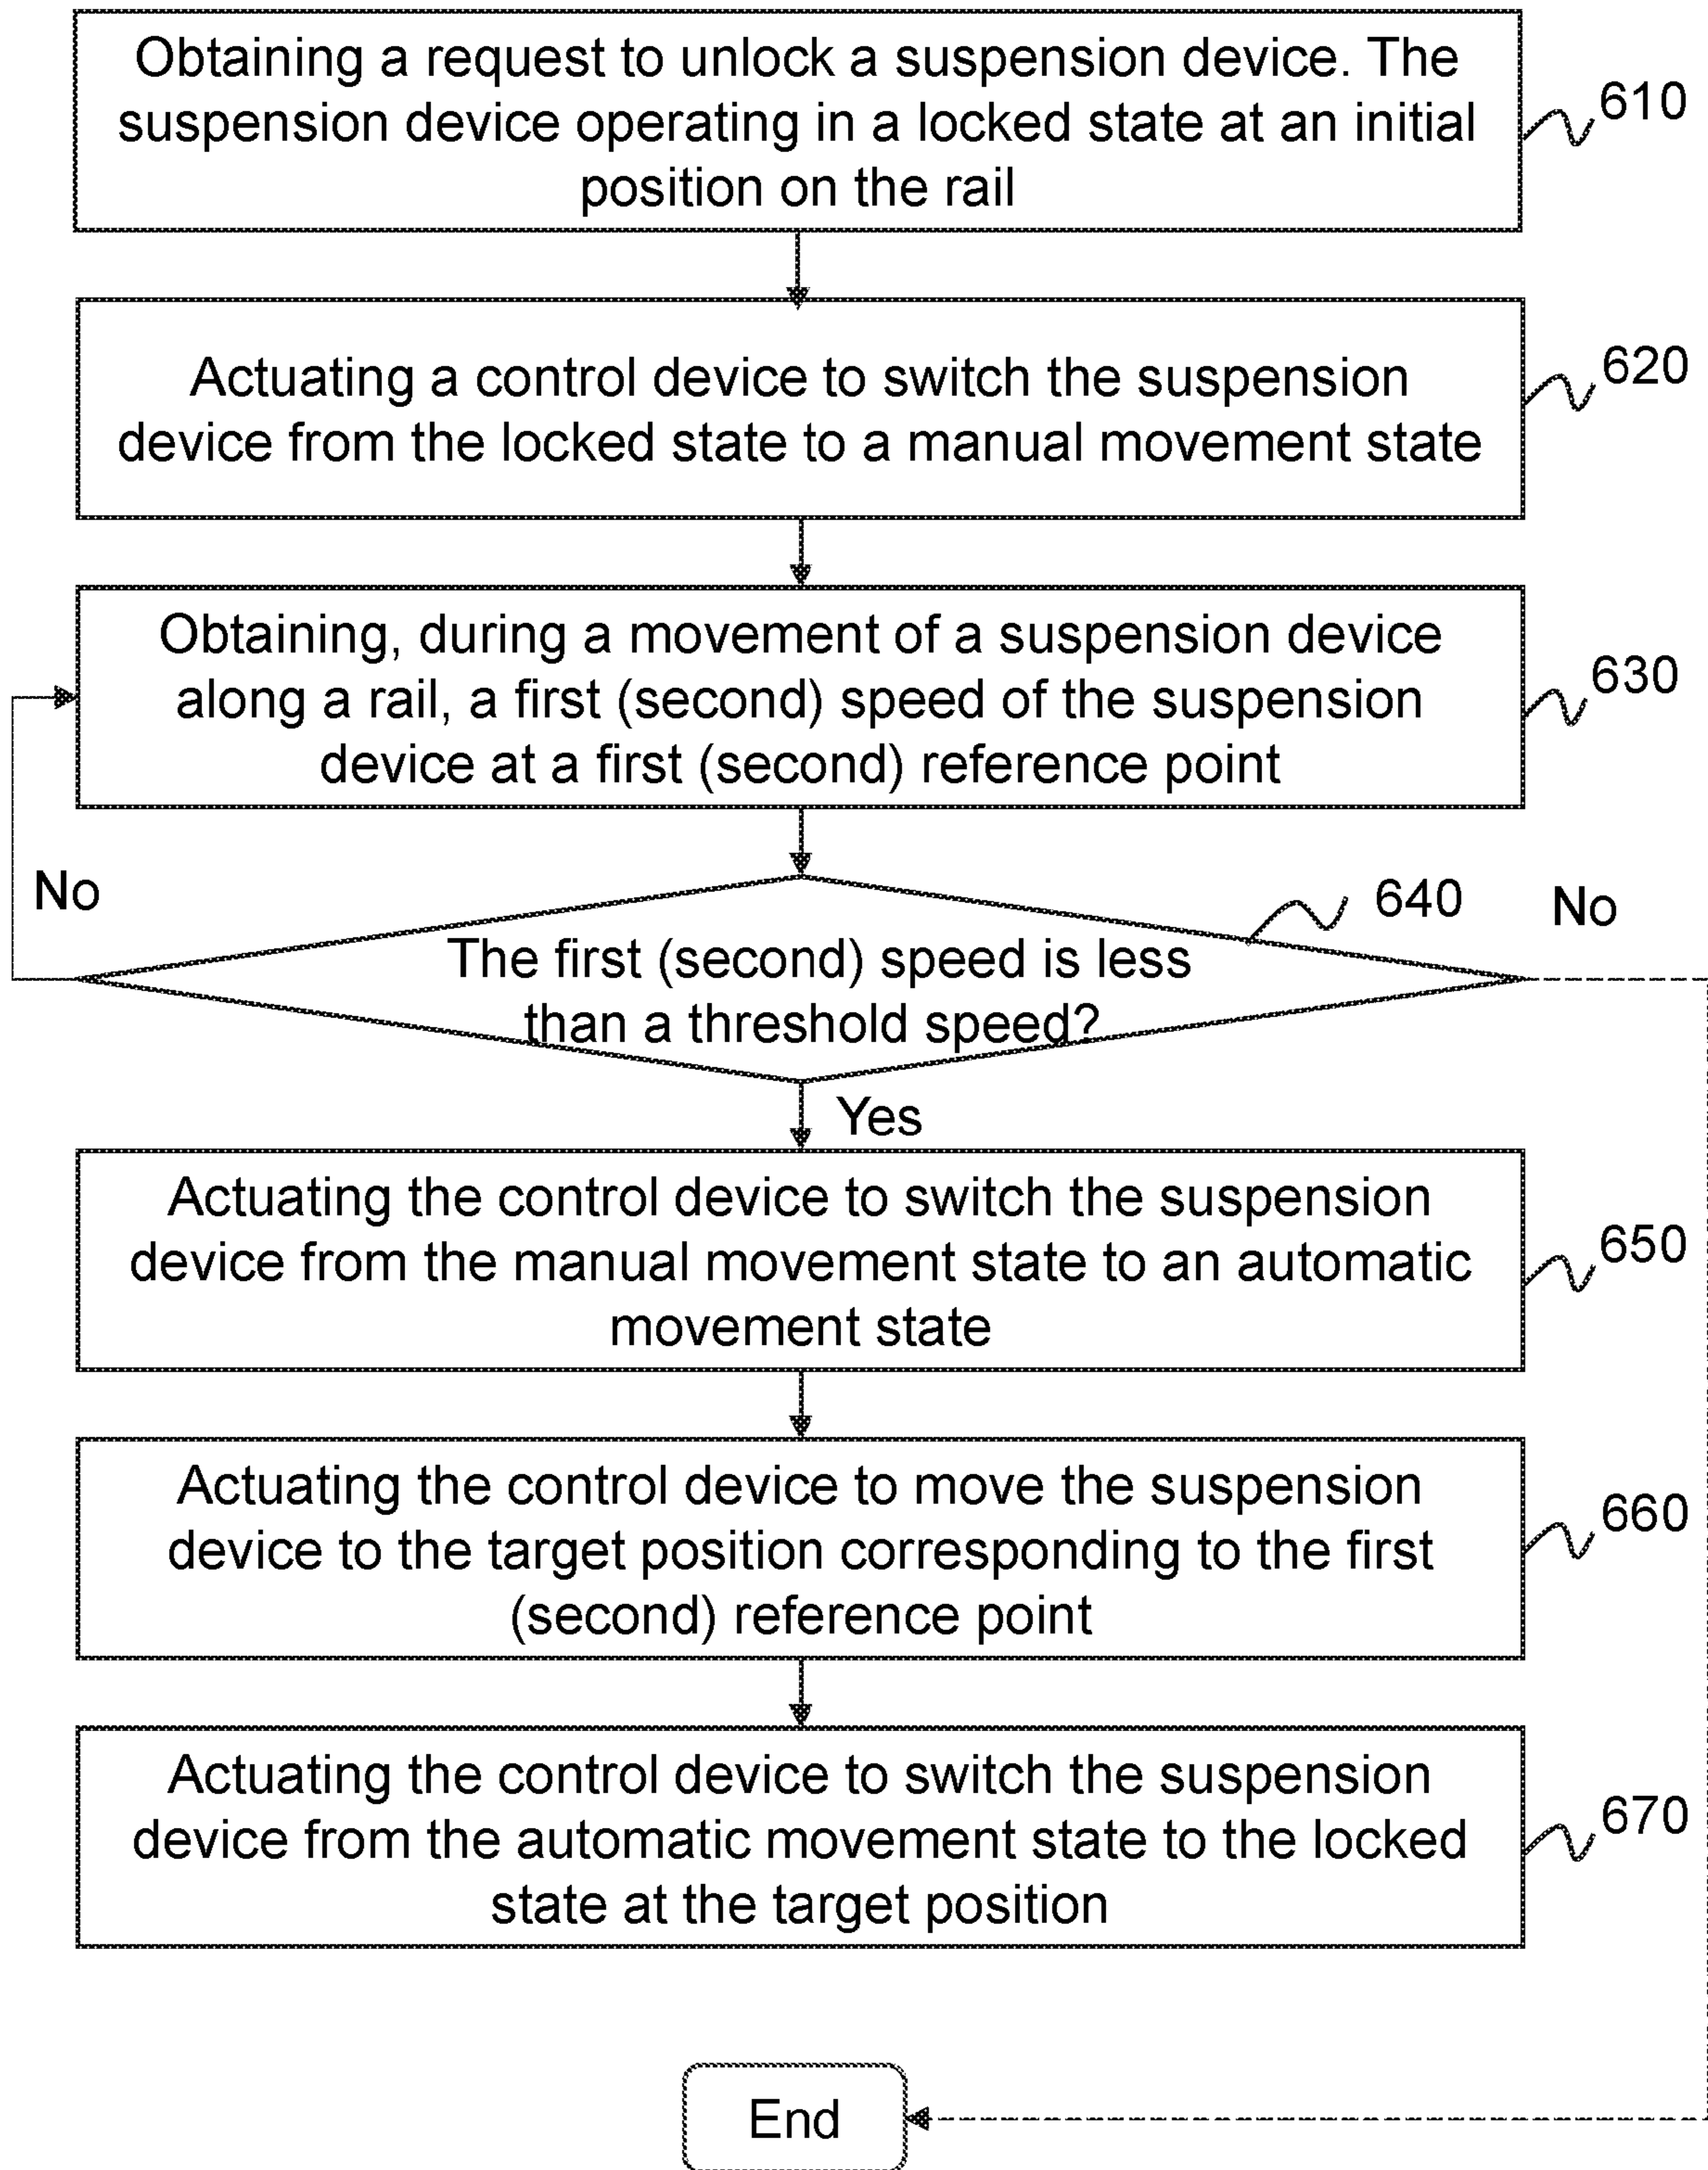 Obtaining a request to unlock a suspension device. The
suspension device operating in a locked state at an initial
position on the rail
610
Actuating a control device to switch the suspension
device from the locked state to a manual movement state
620
Obtaining, during a movement of a suspension device
along a rail, a first (second) speed of the suspension
device at a first (second) reference point
630
No
640
No
The first (second) speed is less
than a threshold speed?
Yes
Actuating the control device to switch the suspension
device from the manual movement state to an automatic
movement state
650
Actuating the control device to move the suspension
device to the target position corresponding to the first
(second) reference point
660
Actuating the control device to switch the suspension
device from the automatic movement state to the locked
state at the target position
670
End